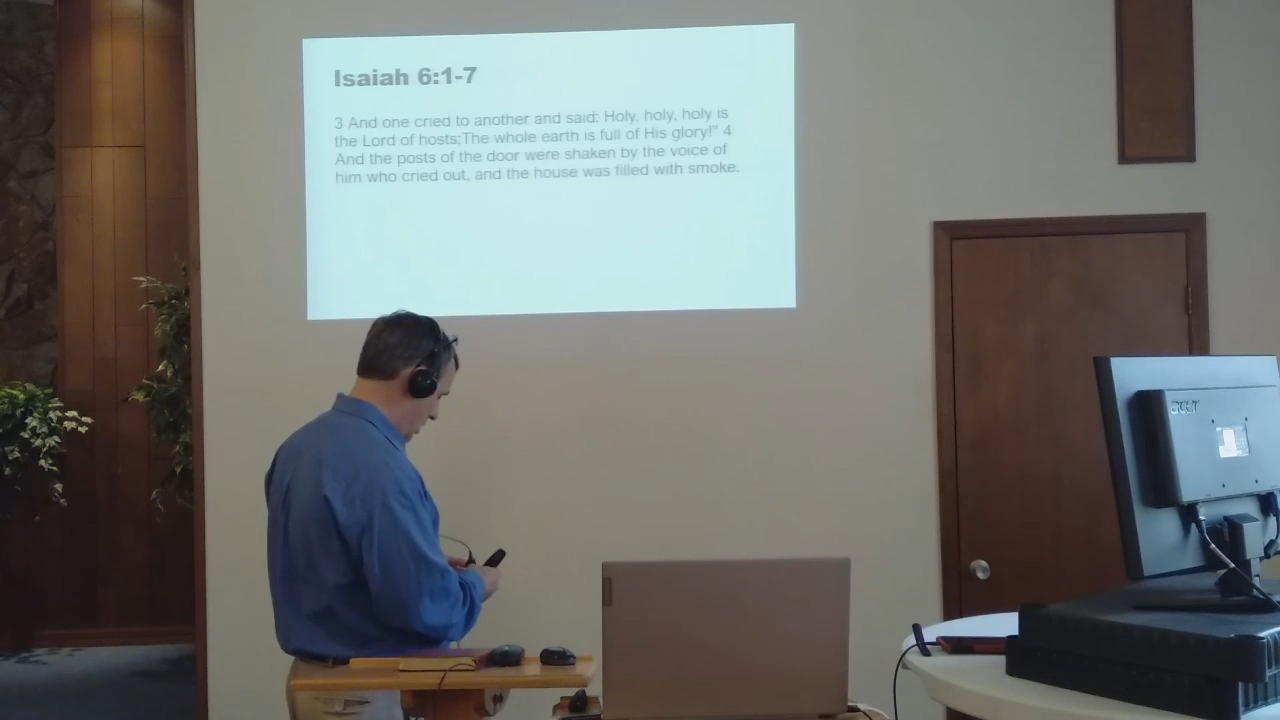 Isaiah 6:1-7
3 And one cried to another and said: Holy, holy, holy is
the Lord of hosts;The whole earth is full of His glory!" 4
And the posts of the door were shaken by the voice of
him who cried out, and the house was filled with smoke.
acer